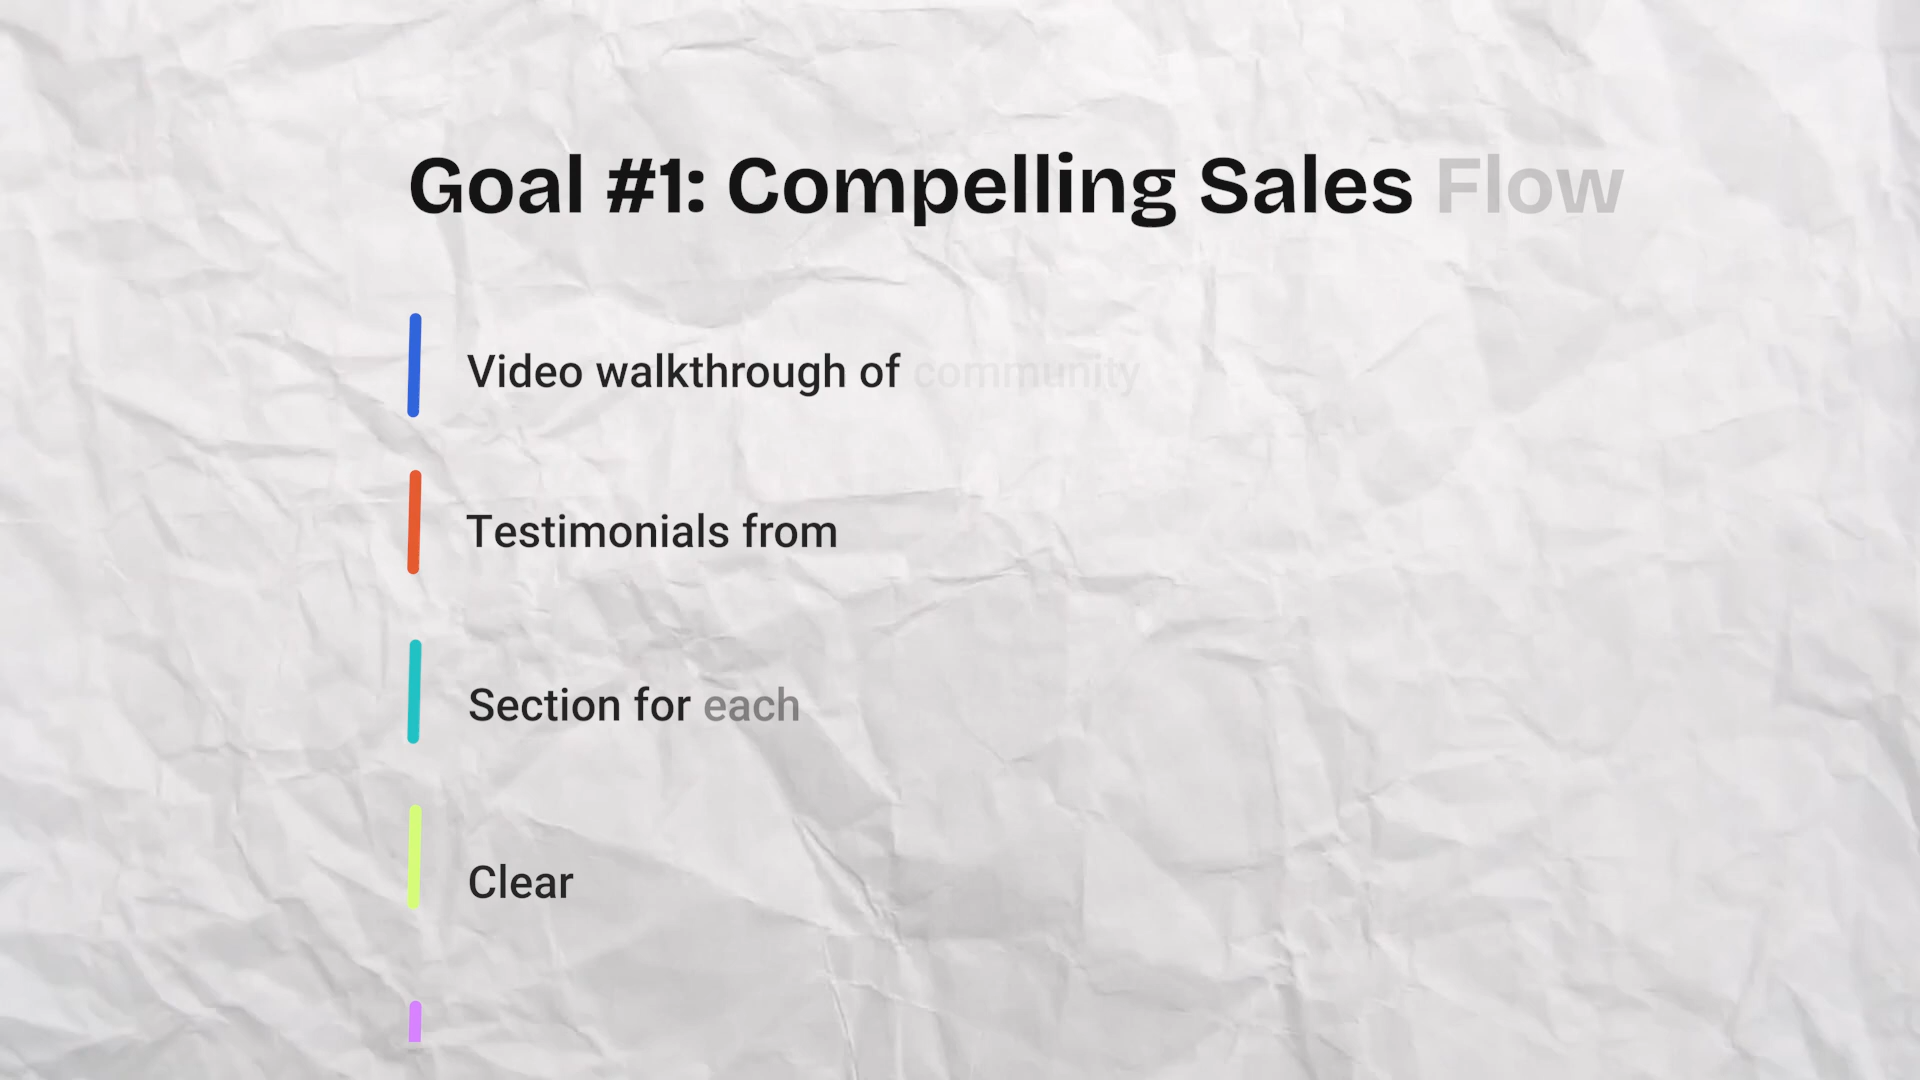 Goal #1: Compelling Sales Flow
Video walkthrough of community
Testimonials from
Section for each
Clear